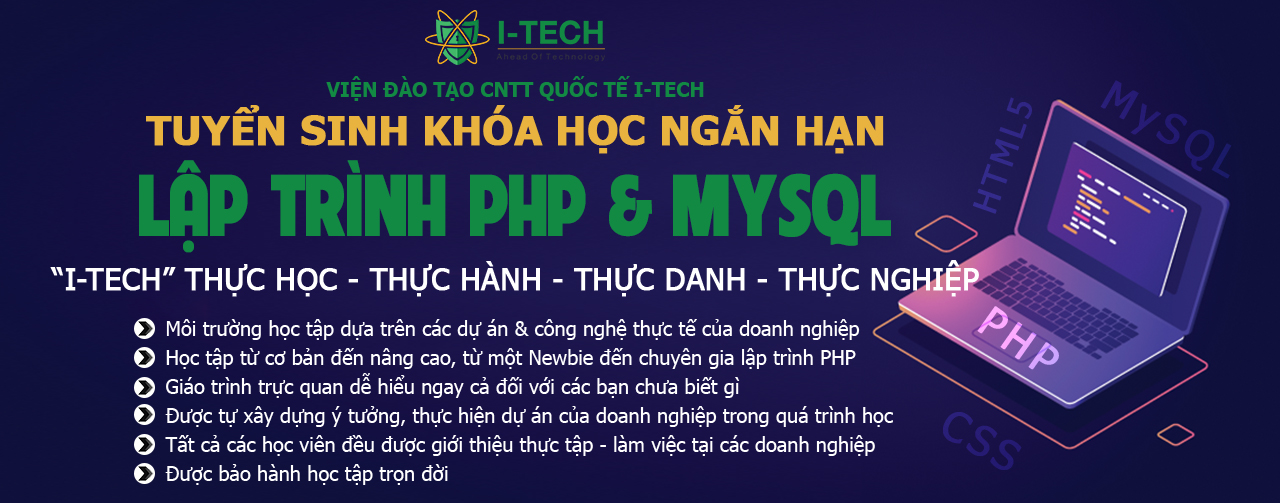 I-TECH
Ahead Of Technology
VIỆN ĐÀO TẠO CNTT QUỐC TẾ I-TECH
TUYỂN SINH KHÓA HỌC NGẮN HẠN
LẬP TRÌNH PHP & MYSQL
“I-TECH” THỰC HỌC - THỰC HÀNH - THỰC DANH - THỰC NGHIỆP
Môi trường học tập dựa trên các dự án & công nghệ thực tế của doanh nghiệp
Học tập từ cơ bản đến nâng cao, từ một Newbie đến chuyên gia lập trình PHP
Giáo trình trực quan dễ hiểu ngay cả đối với các bạn chưa biết gì
Được tự xây dựng ý tưởng, thực hiện dự án của doanh nghiệp trong quá trình học
Tất cả các học viên đều được giới thiệu thực tập - làm việc tại các doanh nghiệp
Được bảo hành học tập trọn đời
HTML5
MySQL
PHP
CSS